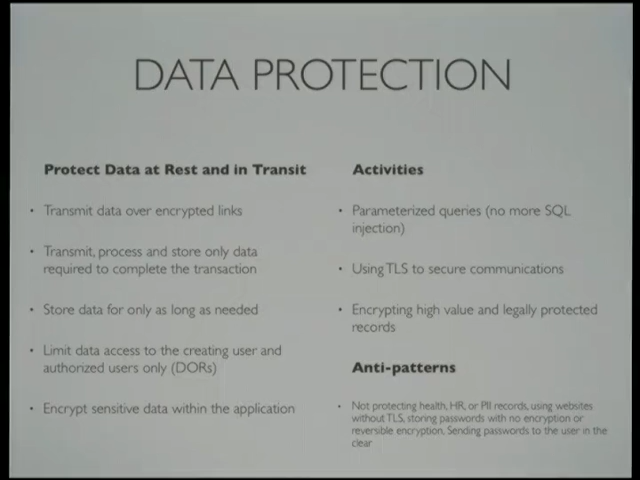 DATA PROTECTION
Protect Data at Rest and in Transit
• Transmit data over encrypted links
• Transmit, process and store only data
required to complete the transaction
• Store data for only as long as needed
• Limit data access to the creating user and
authorized users only (DORs)
• Encrypt sensitive data within the application
Activities
• Parameterized queries (no more SQL
injection)
• Using TLS to secure communications
• Encrypting high value and legally protected
records
Anti-patterns
• Not protecting health, HR, or PII records, using websites
without TLS, storing passwords with no encryption or
reversible encryption. Sending passwords to the user in the
clear